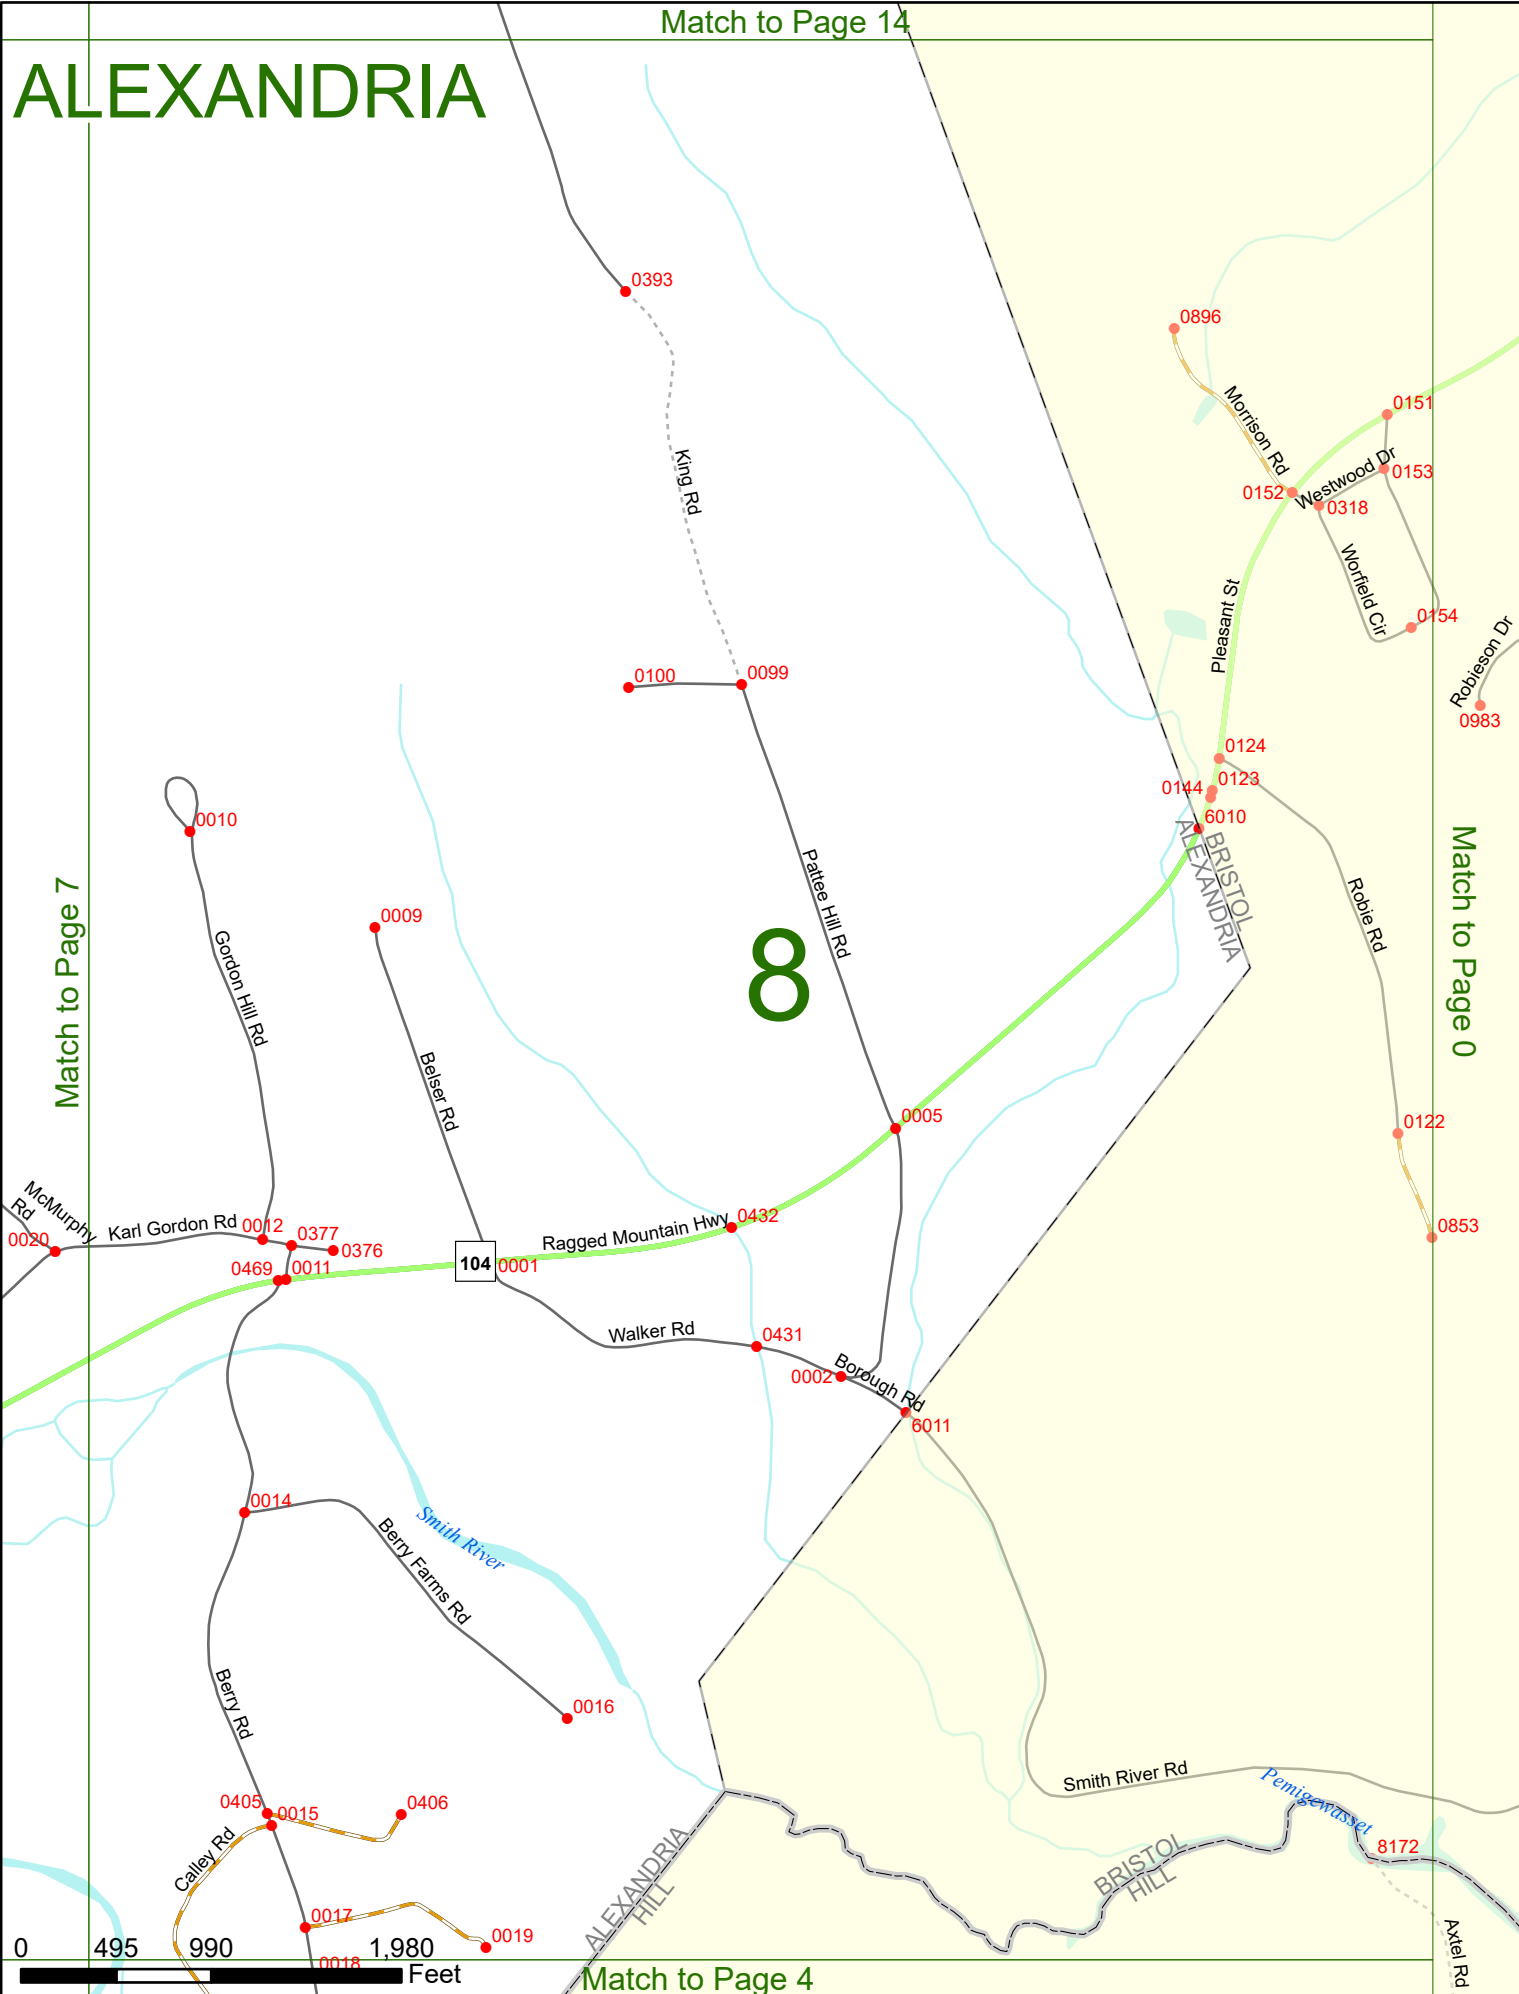 Match to Page 14
ALEXANDRIA
0393
0896
Morrison Rd
0151
Westwood Dr
0153
0152
0318
King Rd
Worfield Cir
Pleasant St
0154
Robieson Dr
0983
0100
0099
0124
0123
0144
6010
BRISTOL
ALEXANDRIA
0010
Match to Page 7
Match to Page 0
Gordon Hill Rd
0009
Pattee Hill Rd
8
Robie Rd
Belser Rd
0005
0122
McMurphy
Rd
Karl Gordon Rd
0012
0377
0376
0020
0432
Ragged Mountain Hwy
0853
104
0001
0469
0011
Walker Rd
0431
0002
Borough Rd
6011
0014
Smith River
Berry Farms Rd
Berry Rd
0016
Smith River Rd
Pemigewasset
0405
0015
0406
Calley Rd
ALEXANDRIA
HILL
BRISTOL
HILL
8172
0017
0019
Axtel Rd
0018
0 495 990 1,980
Feet
Match to Page 4